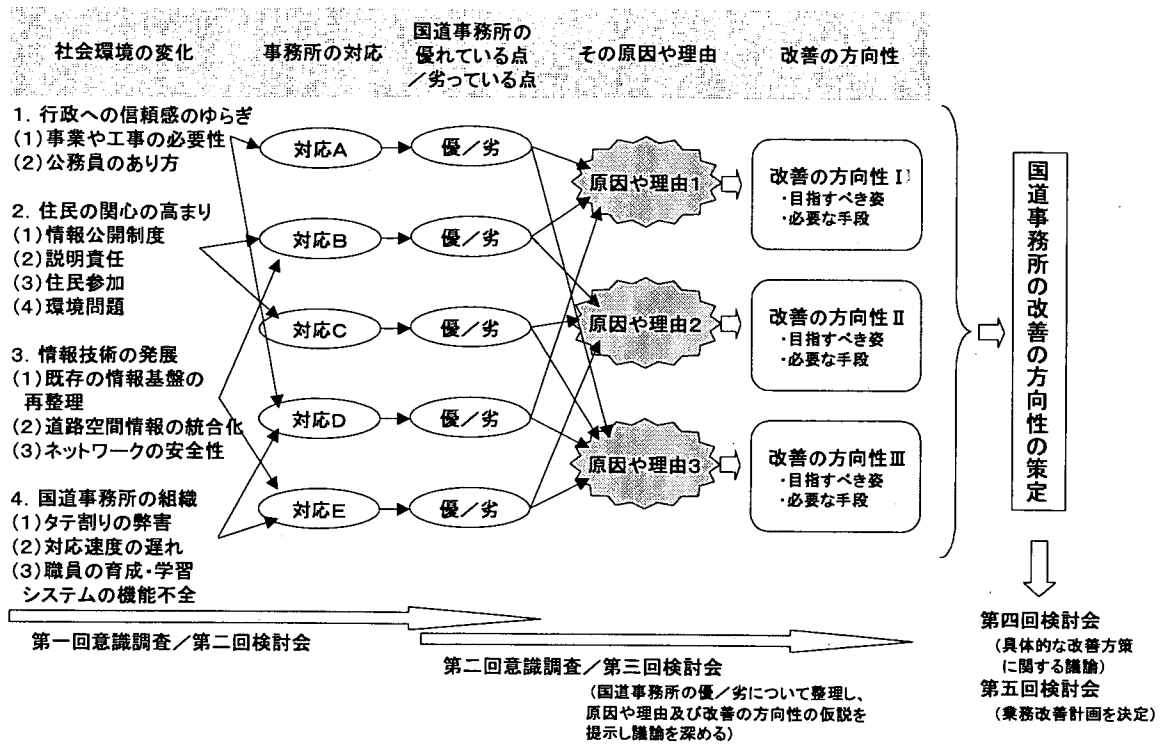 社会環境の変化
事務所の対応
国道事務所の
優れている点
／劣っている点
その原因や理由
改善の方向性
1. 行政への信頼感のゆらぎ
(1)事業や工事の必要性
(2)公務員のあり方
2. 住民の関心の高まり
(1)情報公開制度
(2)説明責任
(3)住民参加
(4)環境問題
3. 情報技術の発展
(1)既存の情報基盤の
再整理
(2)道路空間情報の統合化
(3)ネットワークの安全性
4. 国道事務所の組織
(1)タテ割りの弊害
(2)対応速度の遅れ
(3)職員の育成・学習
システムの機能不全
対応A
対応B
対応C
対応D
対応E
優／劣
優／劣
優／劣
優／劣
優／劣
原因や理由1
原因や理由2
原因や理由3
改善の方向性Ⅰ
・目指すべき姿
・必要な手段
改善の方向性Ⅱ
・目指すべき姿
・必要な手段
改善の方向性Ⅲ
・目指すべき姿
・必要な手段
国道事務所の改善の方向性の策定
第一回意識調査／第二回検討会
第二回意識調査／第三回検討会
(国道事務所の優／劣について整理し、
原因や理由及び改善の方向性の仮説を
提示し議論を深める)
第四回検討会
(具体的な改善方策
に関する議論)
第五回検討会
(業務改善計画を決定)